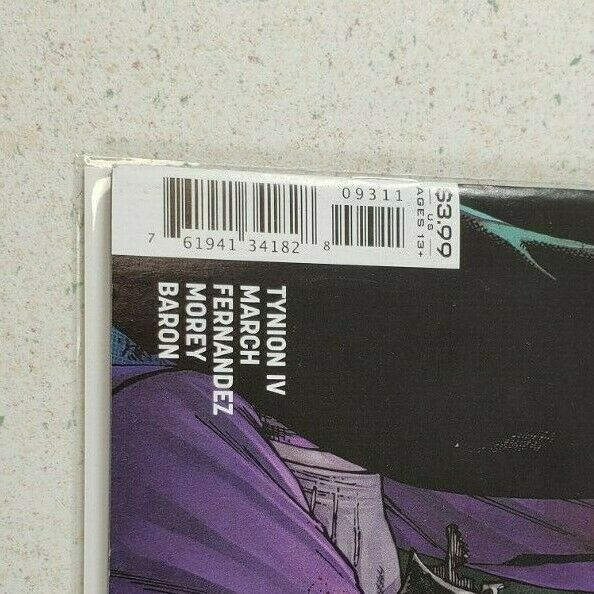 09311
7 61941 34182 8
$3.99
US
AGES 13+
TYNION IV
MARCH
FERNANDEZ
MOREY
BARON